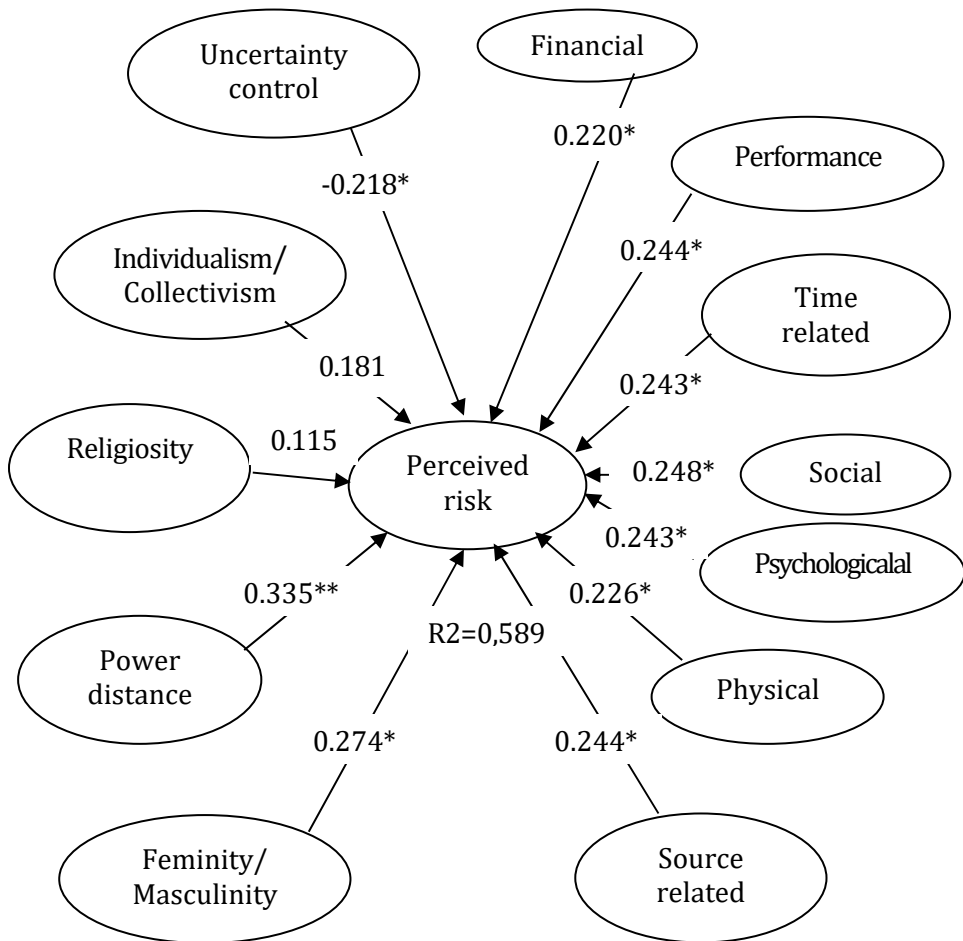 Uncertainty
control
Financial
0.220*
Performance
-0.218*
0.244*
Individualism/
Collectivism
Time
related
0.181
0.243*
Religiosity
0.115
Perceived
risk
0.248*
Social
0.243*
Psychologicalal
0.335**
0.226*
R2=0,589
Power
distance
Physical
0.274*
0.244*
Feminity/
Masculinity
Source
related